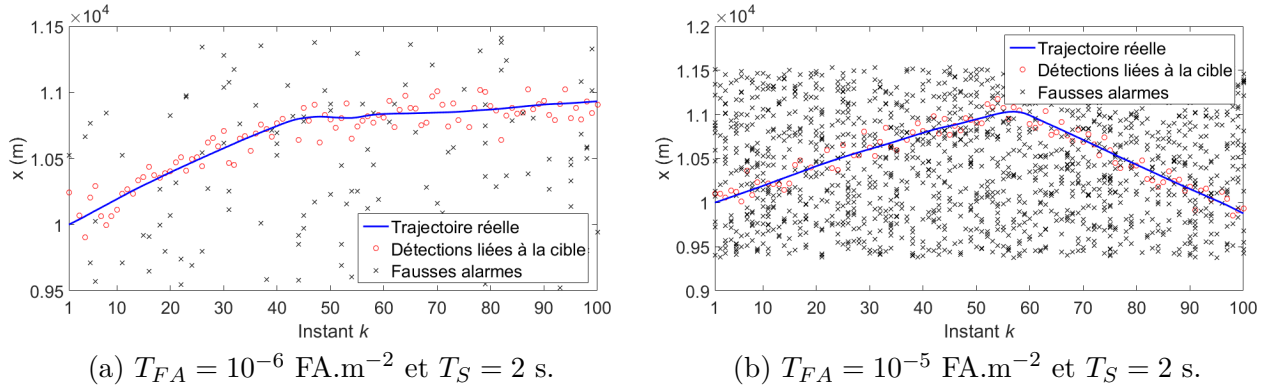 ×10⁴
1.15
1.1
1.05
1
0.95
x (m)
1 10 20 30 40 50 60 70 80 90 100
Instant k
Trajectoire réelle
Détections liées à la cible
Fausses alarmes
(a) T_FA = 10⁻⁶ FA.m⁻² et T_S = 2 s.
×10⁴
1.2
1.15
1.1
1.05
1
0.95
0.9
x (m)
1 10 20 30 40 50 60 70 80 90 100
Instant k
Trajectoire réelle
Détections liées à la cible
Fausses alarmes
(b) T_FA = 10⁻⁵ FA.m⁻² et T_S = 2 s.